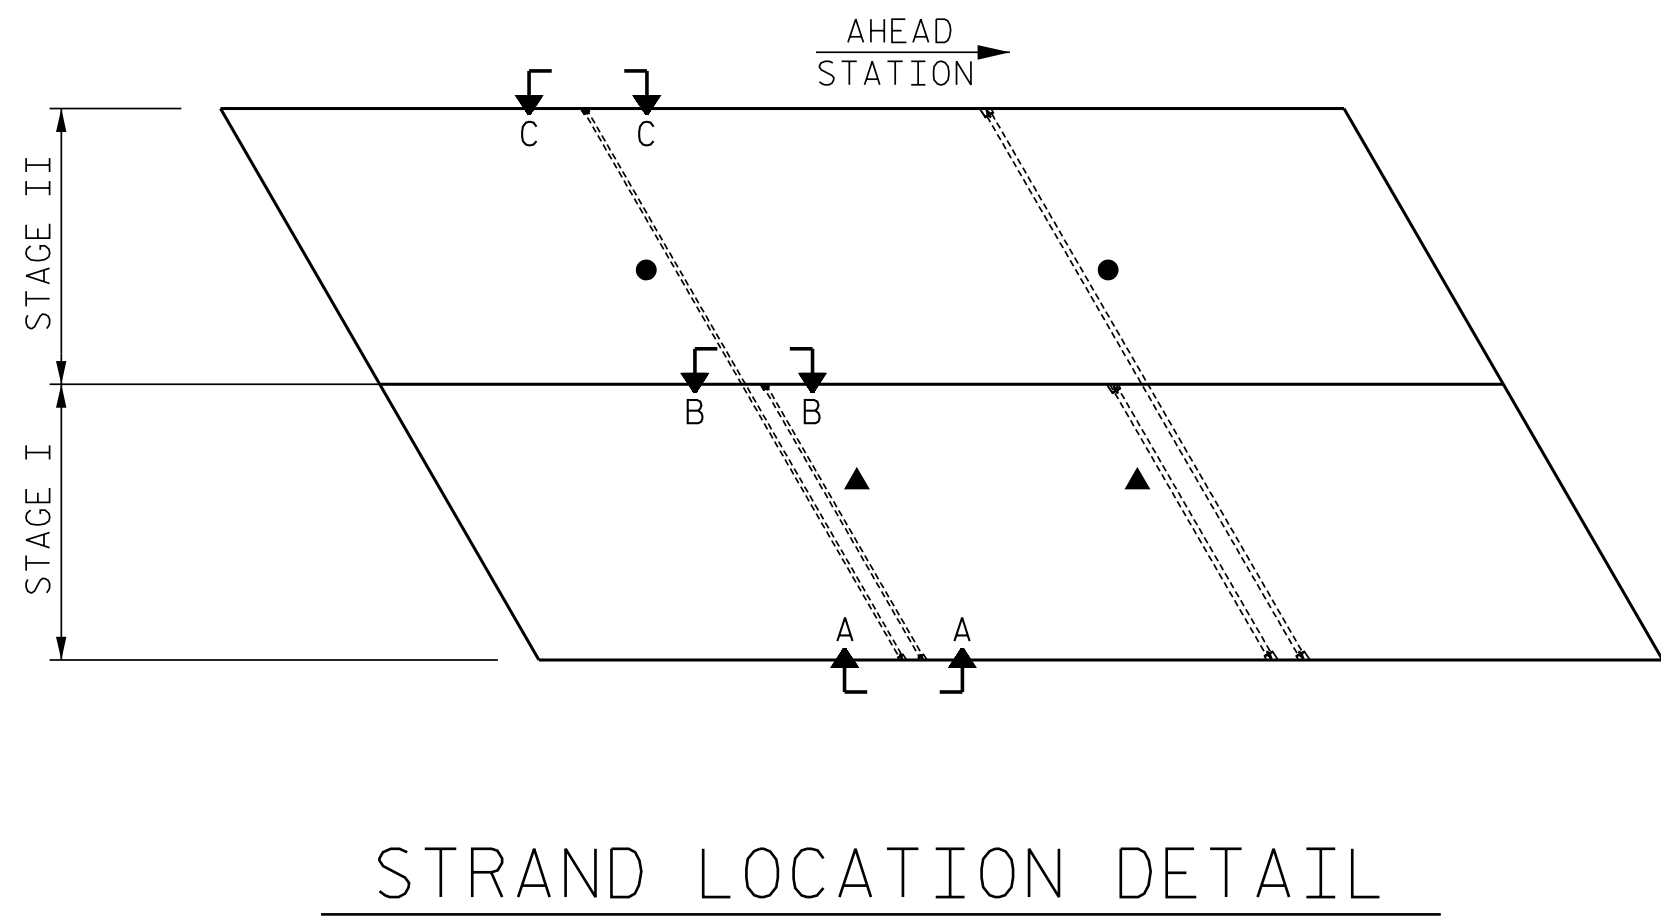 AHEAD
STATION
C C
STAGE II
B B
STAGE I
A A
STRAND LOCATION DETAIL